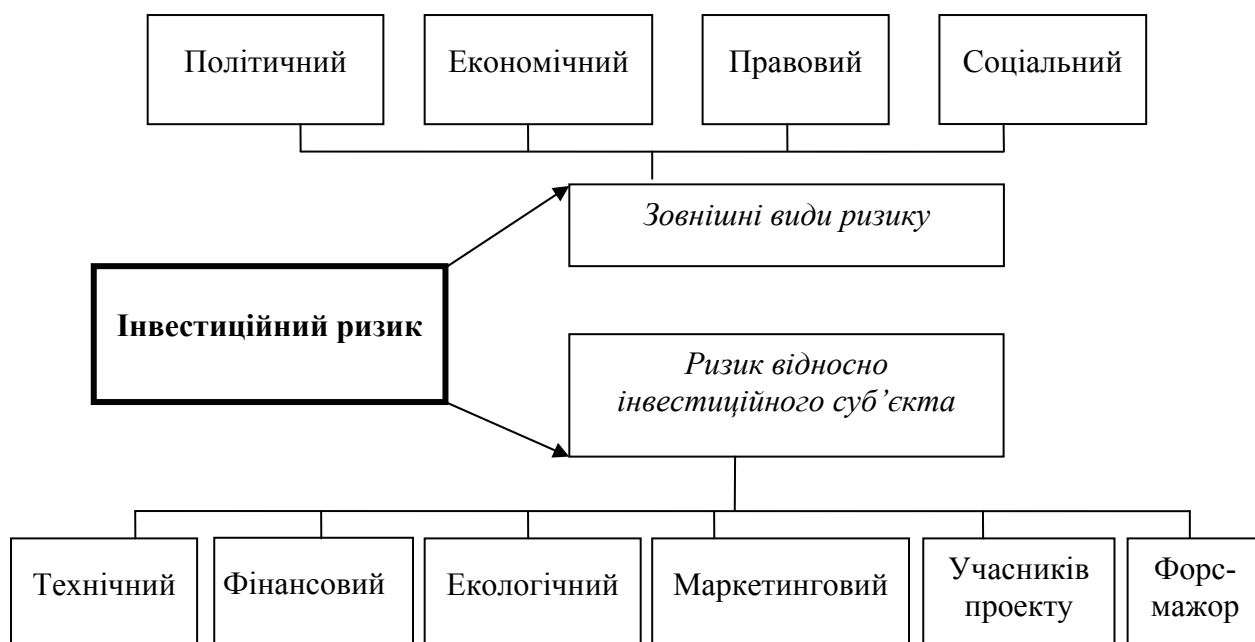 Політичний
Економічний
Правовий
Соціальний
Зовнішні види ризику
Інвестиційний ризик
Ризик відносно
інвестиційного суб’єкта
Технічний
Фінансовий
Екологічний
Маркетинговий
Учасників
проекту
Форс-
мажор